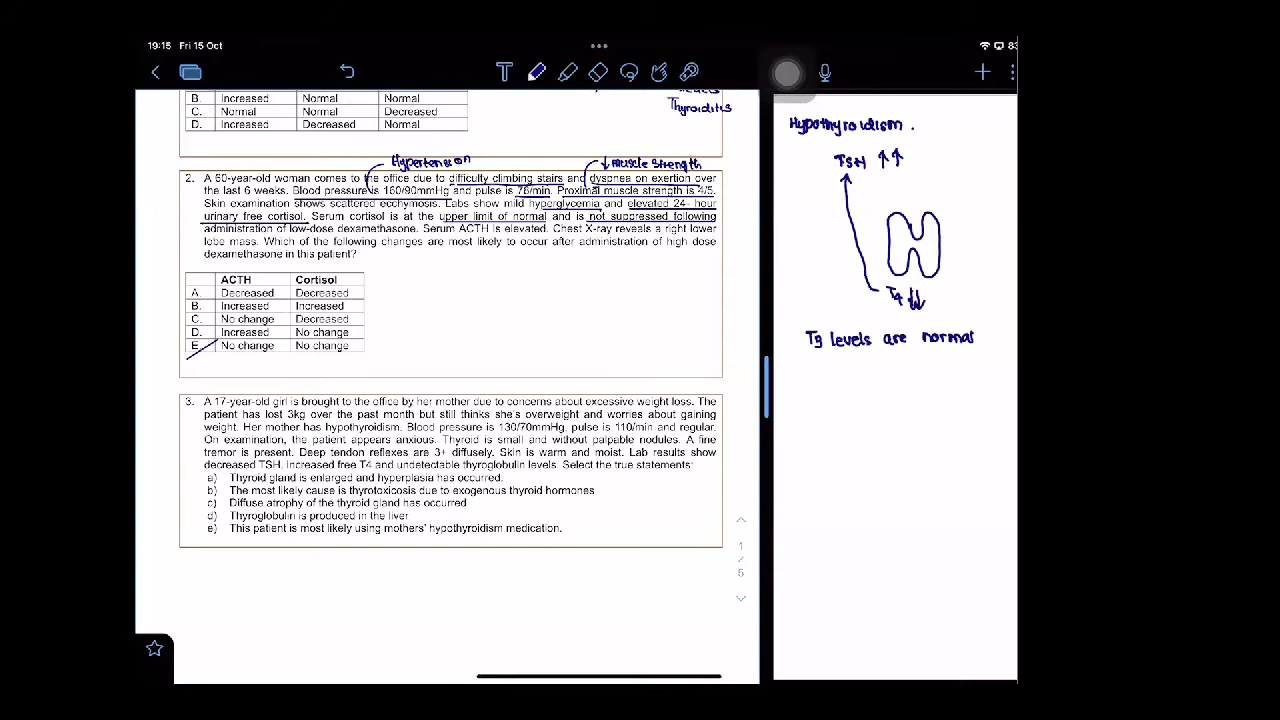 19:15 Fri 15 Oct
B. Increased Normal Normal
C. Normal Normal Decreased
D. Increased Decreased Normal
Thyroiditis
Hypertension
↓ Muscle Strength
2. A 60-year-old woman comes to the office due to difficulty climbing stairs and dyspnea on exertion over
the last 6 weeks. Blood pressure is 160/90mmHg and pulse is 76/min. Proximal muscle strength is 4/5.
Skin examination shows scattered ecchymosis. Labs show mild hyperglycemia and elevated 24- hour
urinary free cortisol. Serum cortisol is at the upper limit of normal and is not suppressed following
administration of low-dose dexamethasone. Serum ACTH is elevated. Chest X-ray reveals a right lower
lobe mass. Which of the following changes are most likely to occur after administration of high dose
dexamethasone in this patient?
ACTH Cortisol
A. Decreased Decreased
B. Increased Increased
C. No change Decreased
D. Increased No change
E. No change No change
3. A 17-year-old girl is brought to the office by her mother due to concerns about excessive weight loss. The
patient has lost 3kg over the past month but still thinks she's overweight and worries about gaining
weight. Her mother has hypothyroidism. Blood pressure is 130/70mmHg, pulse is 110/min and regular.
On examination, the patient appears anxious. Thyroid is small and without palpable nodules. A fine
tremor is present. Deep tendon reflexes are 3+ diffusely. Skin is warm and moist. Lab results show
decreased TSH, increased free T4 and undetectable thyroglobulin levels. Select the true statements:
a) Thyroid gland is enlarged and hyperplasia has occurred.
b) The most likely cause is thyrotoxicosis due to exogenous thyroid hormones
c) Diffuse atrophy of the thyroid gland has occurred
d) Thyroglobulin is produced in the liver
e) This patient is most likely using mothers' hypothyroidism medication.
1
/
5
Hypothyroidism .
TSH ↑↑
T4 ↓↓
T3 levels are normal